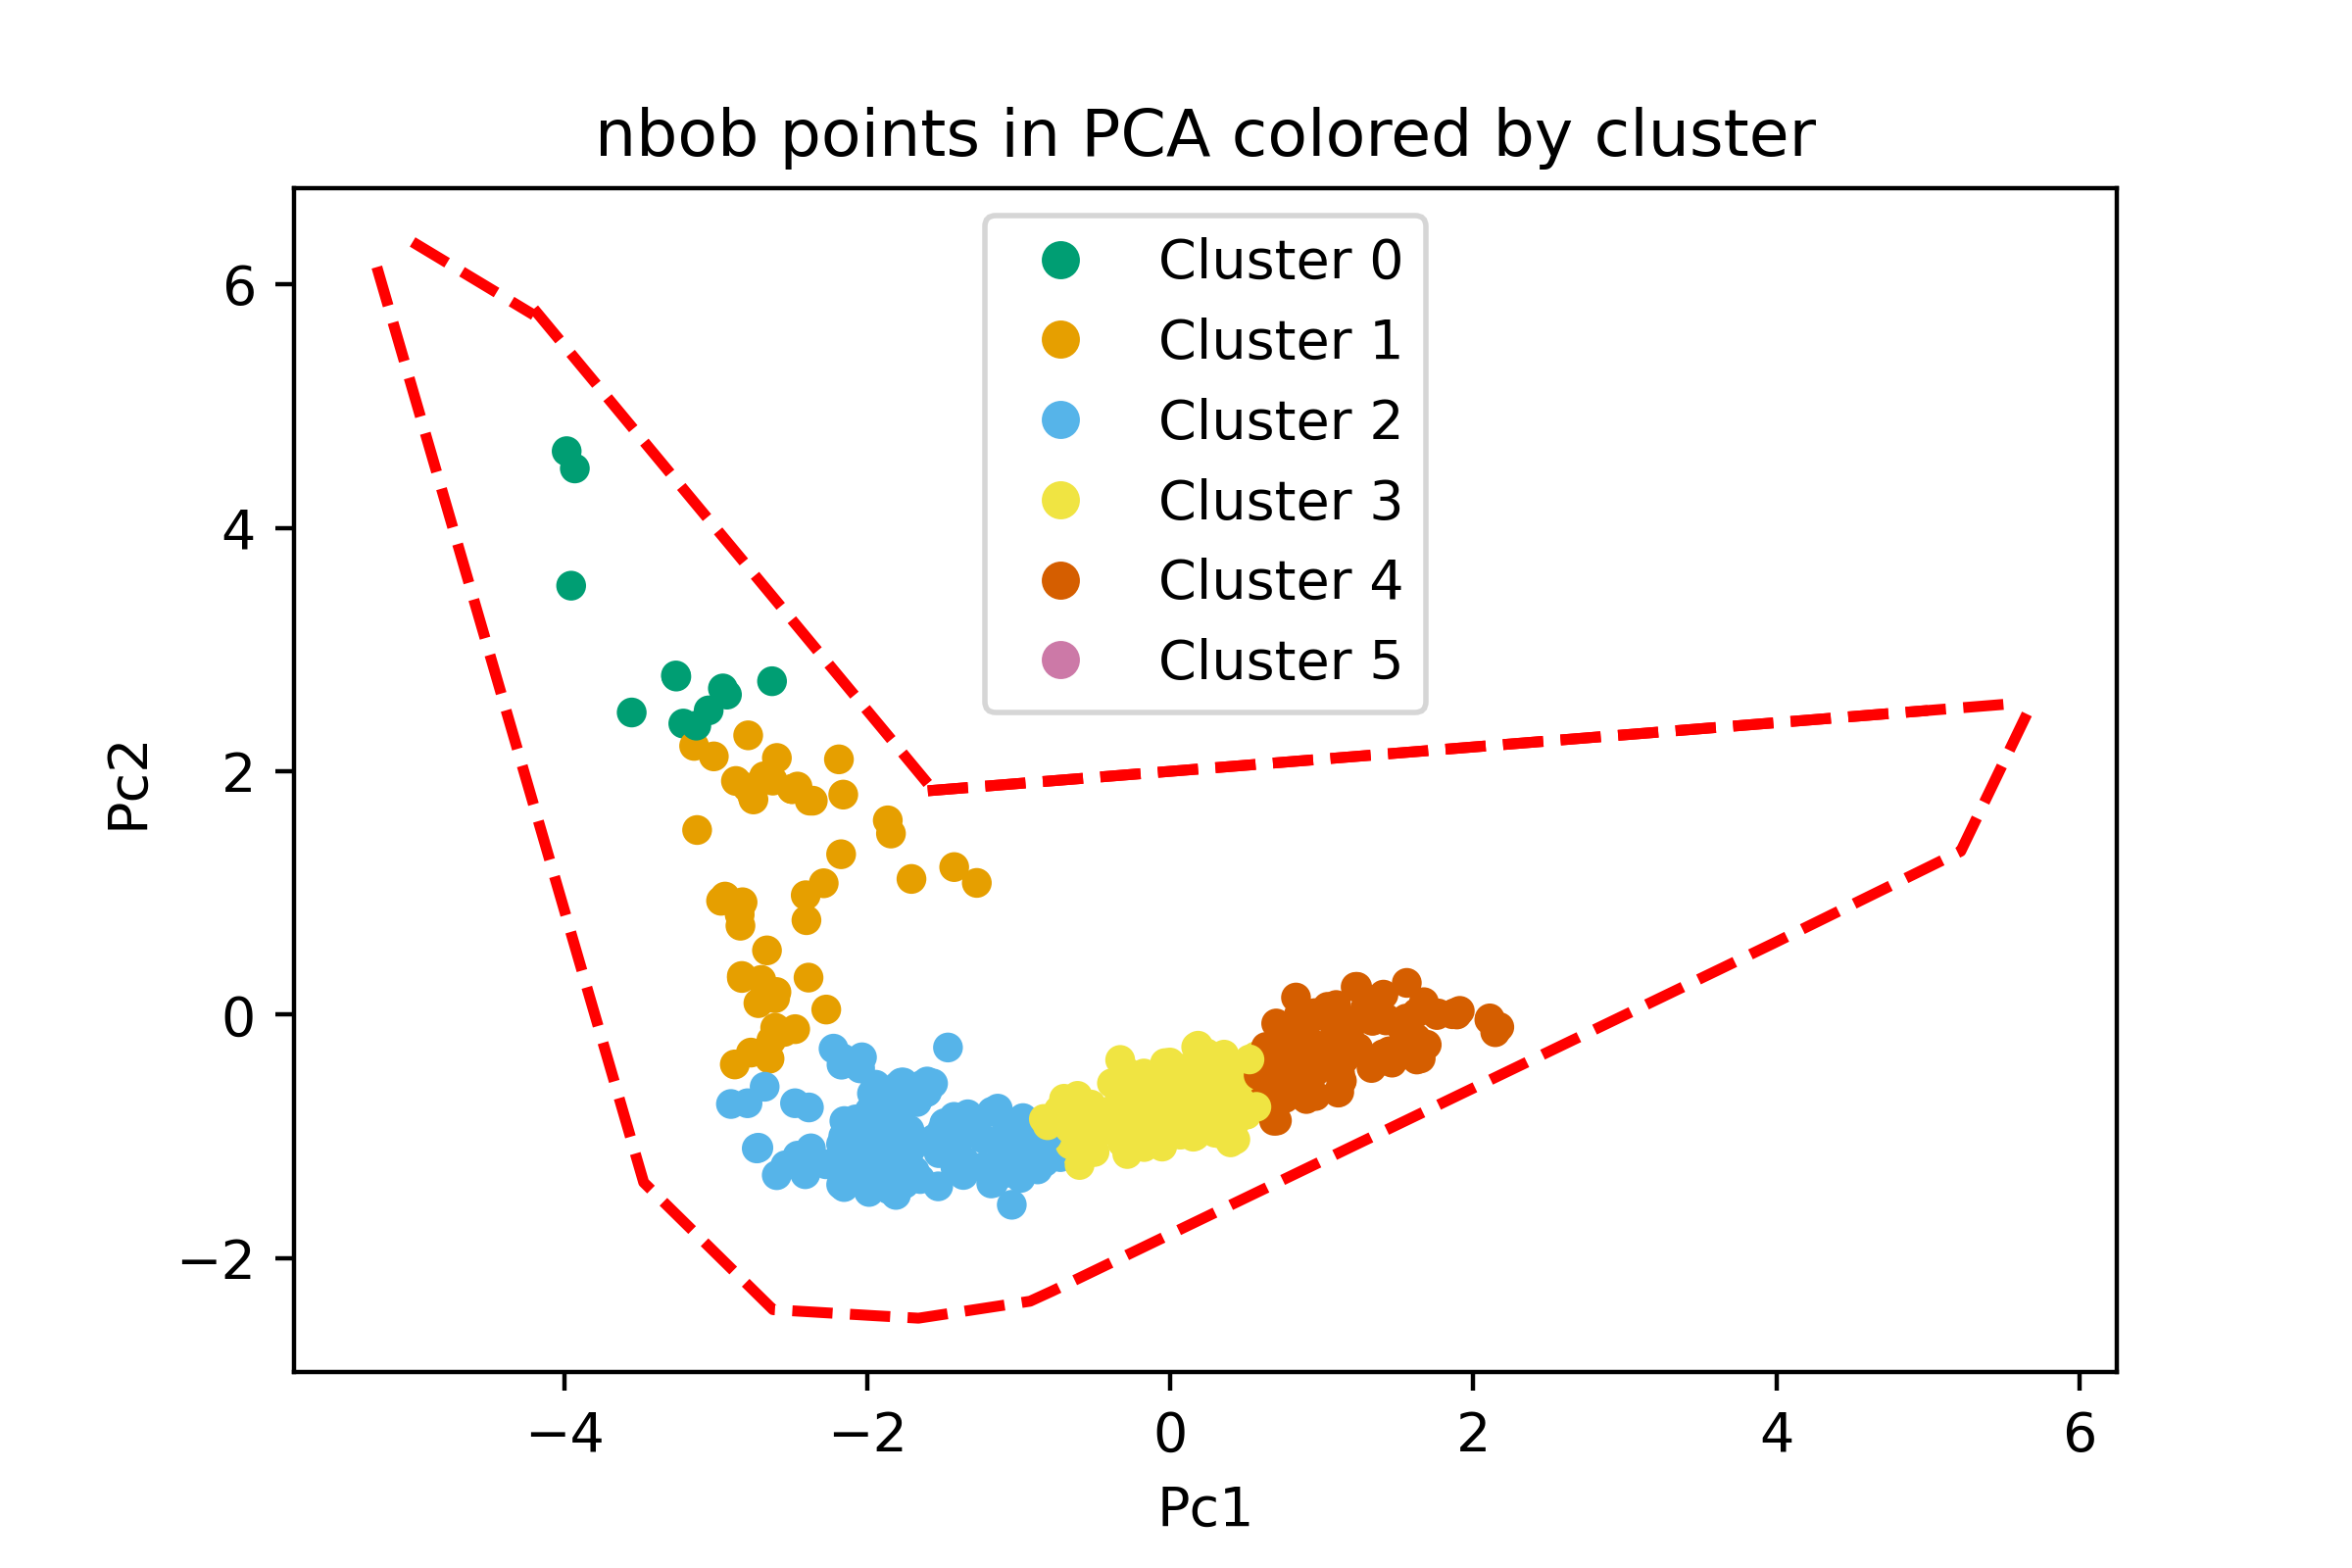 nbob points in PCA colored by cluster
Cluster 0
Cluster 1
Cluster 2
Cluster 3
Cluster 4
Cluster 5
6
4
2
0
−2
Pc2
−4
−2
0
2
4
6
Pc1